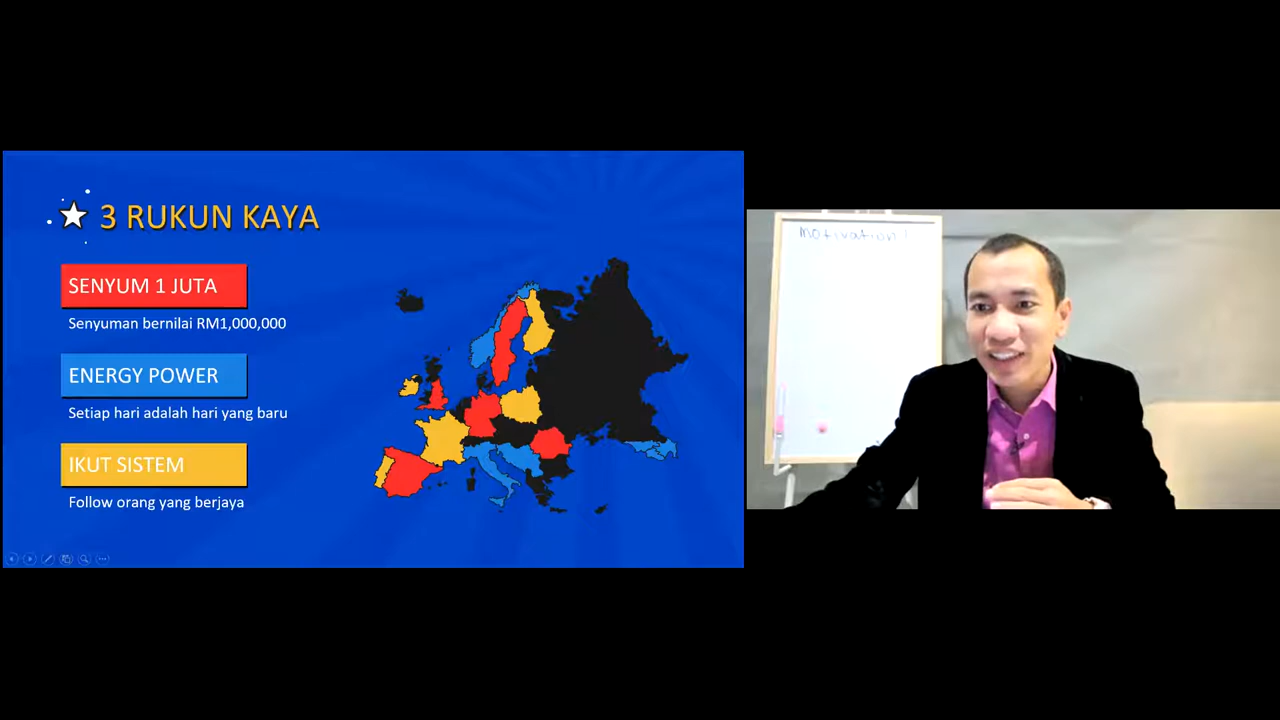 3 RUKUN KAYA
SENYUM 1 JUTA
Senyuman bernilai RM1,000,000
ENERGY POWER
Setiap hari adalah hari yang baru
IKUT SISTEM
Follow orang yang berjaya
Motivation!